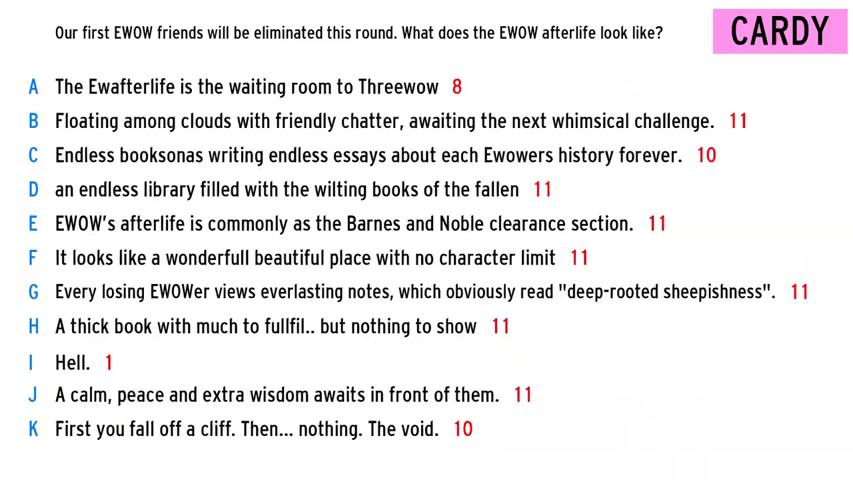 Our first EWOW friends will be eliminated this round. What does the EWOW afterlife look like?
CARDY
A The Ewafterlife is the waiting room to Threewow 8
B Floating among clouds with friendly chatter, awaiting the next whimsical challenge. 11
C Endless booksonas writing endless essays about each Ewowers history forever. 10
D an endless library filled with the wilting books of the fallen 11
E EWOW's afterlife is commonly as the Barnes and Noble clearance section. 11
F It looks like a wonderfull beautiful place with no character limit 11
G Every losing EWOWer views everlasting notes, which obviously read "deep-rooted sheepishness". 11
H A thick book with much to fullfil.. but nothing to show 11
I Hell. 1
J A calm, peace and extra wisdom awaits in front of them. 11
K First you fall off a cliff. Then... nothing. The void. 10